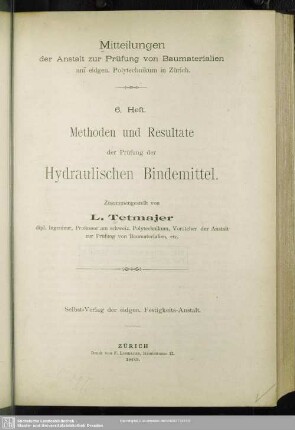 Mitteilungen
der Anstalt zur Prüfung von Baumaterialien
am eidgen. Polytechnikum in Zürich.
6. Heft.
Methoden und Resultate
der Prüfung der
Hydraulischen Bindemittel.
Zusammengestellt von
L. Tetmajer
dipl. Ingenieur, Professor am schweiz. Polytechnikum, Vorsteher der Anstalt
zur Prüfung von Baumaterialien, etc.
Selbst-Verlag der eidgen. Festigkeits-Anstalt.
ZÜRICH
Druck von F. Lohbauer,
1893.